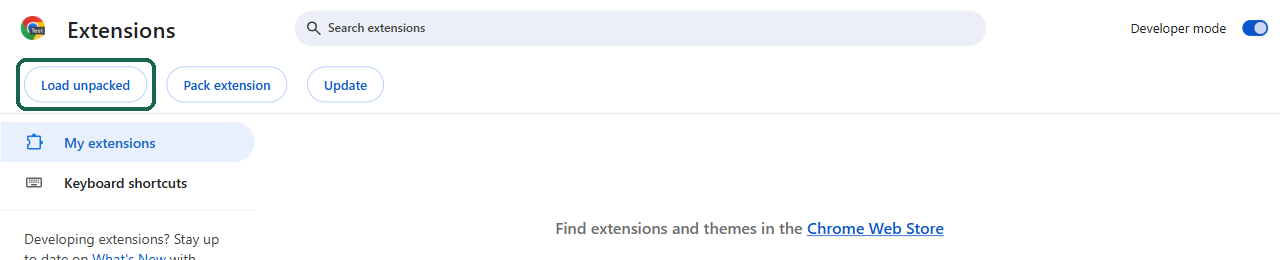 Test
Extensions
Search extensions
Developer mode
Load unpacked
Pack extension
Update
My extensions
Keyboard shortcuts
Find extensions and themes in the Chrome Web Store
Developing extensions? Stay up
to date on What's New with